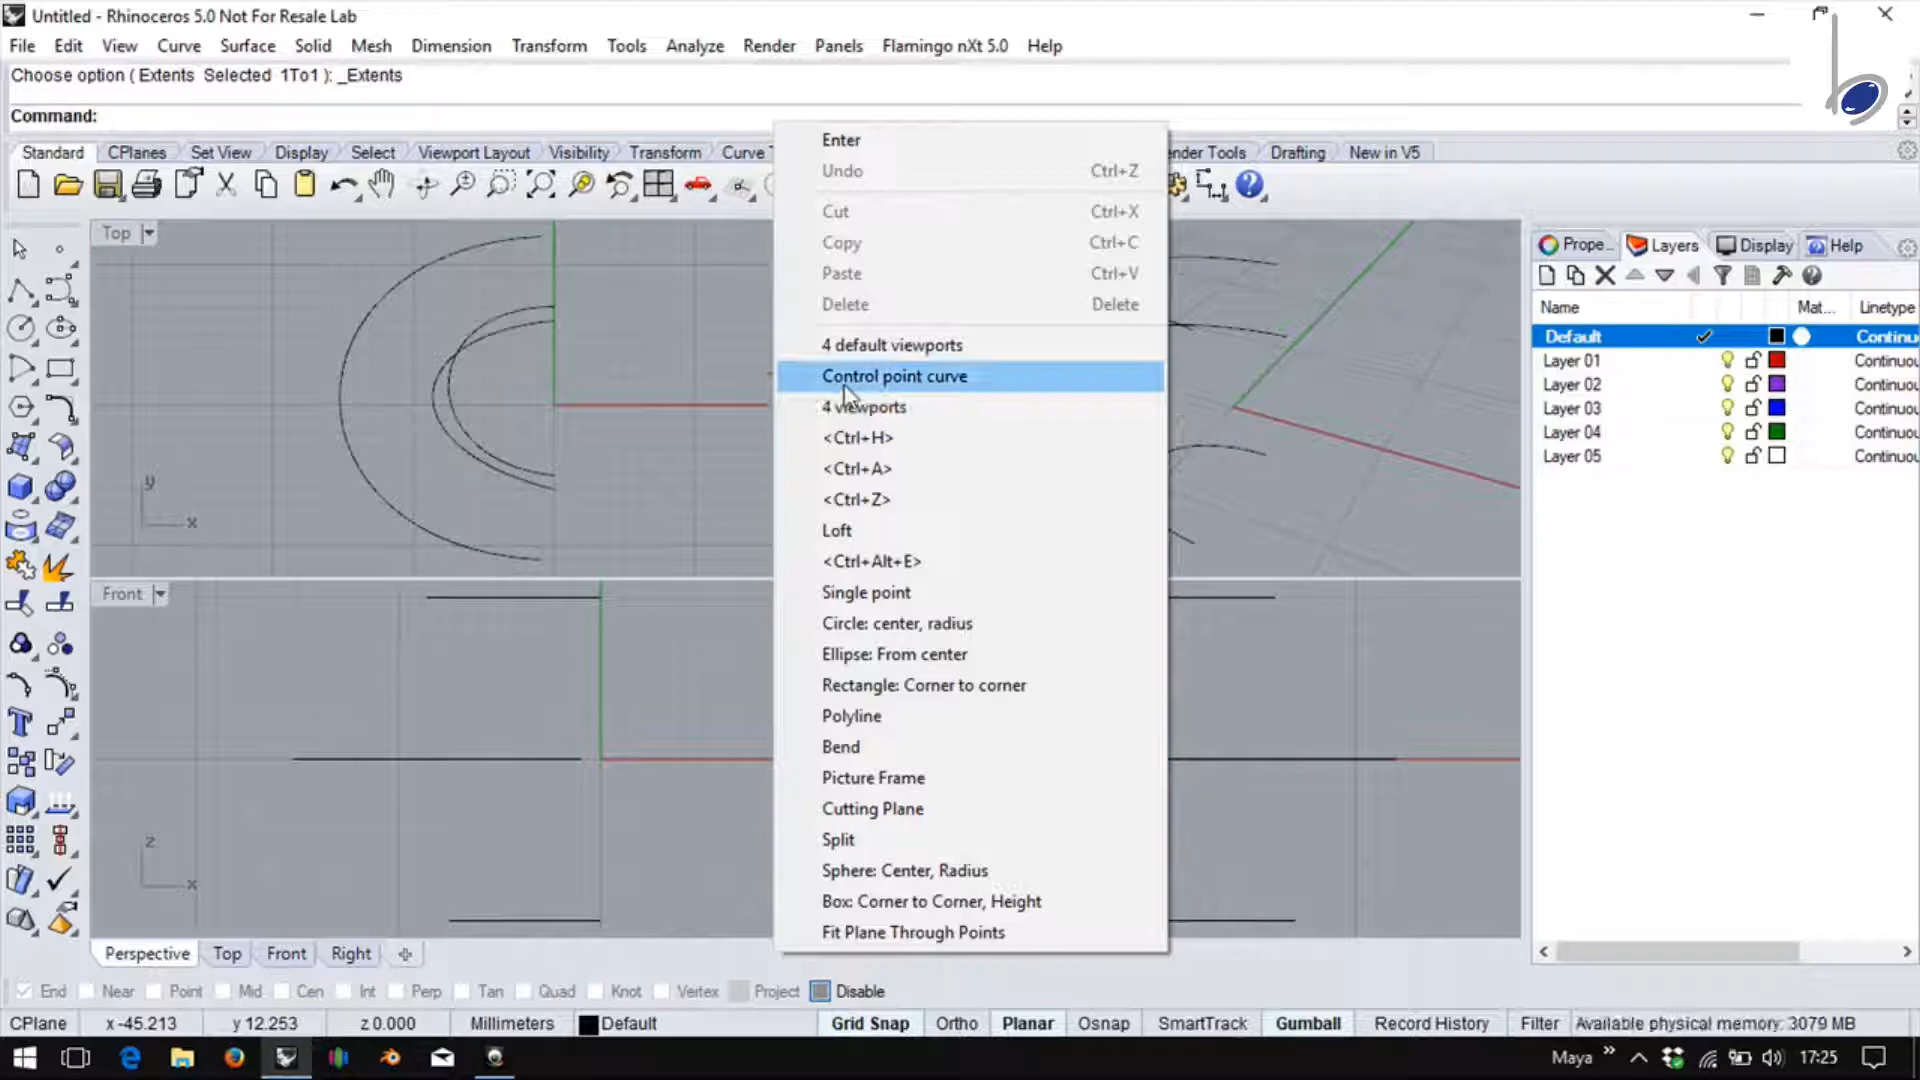 Untitled - Rhinoceros 5.0 Not For Resale Lab
File Edit View Curve Surface Solid Mesh Dimension Transform Tools Analyze Render Tools Panels Flamingo nXt 5.0 Help
Choose option ( Extents Selected 1To1 ): _Extents
Command:
Standard CPlanes Set View Display Select Viewport Layout Visibility Transform Curve T
nder Tools Drafting New in V5
Enter
Undo Ctrl+Z
Cut Ctrl+X
Copy Ctrl+C
Paste Ctrl+V
Delete Delete
4 default viewports
Control point curve
4 viewports
<Ctrl+H>
<Ctrl+A>
<Ctrl+Z>
Loft
<Ctrl+Alt+E>
Single point
Circle: center, radius
Ellipse: From center
Rectangle: Corner to corner
Polyline
Bend
Picture Frame
Cutting Plane
Split
Sphere: Center, Radius
Box: Corner to Corner, Height
Fit Plane Through Points
Top
y
x
Front
z
x
Prope... Layers Display Help
Name Mat... Linetype
Default Continu
Layer 01 Continuou
Layer 02 Continuou
Layer 03 Continuou
Layer 04 Continuou
Layer 05 Continuou
Perspective Top Front Right
End Near Point Mid Cen Int Perp Tan Quad Knot Vertex Project Disable
CPlane x -45.213 y 12.253 z 0.000 Millimeters Default Grid Snap Ortho Planar Osnap SmartTrack Gumball Record History Filter Available physical memory: 3079 MB
Maya 17:25